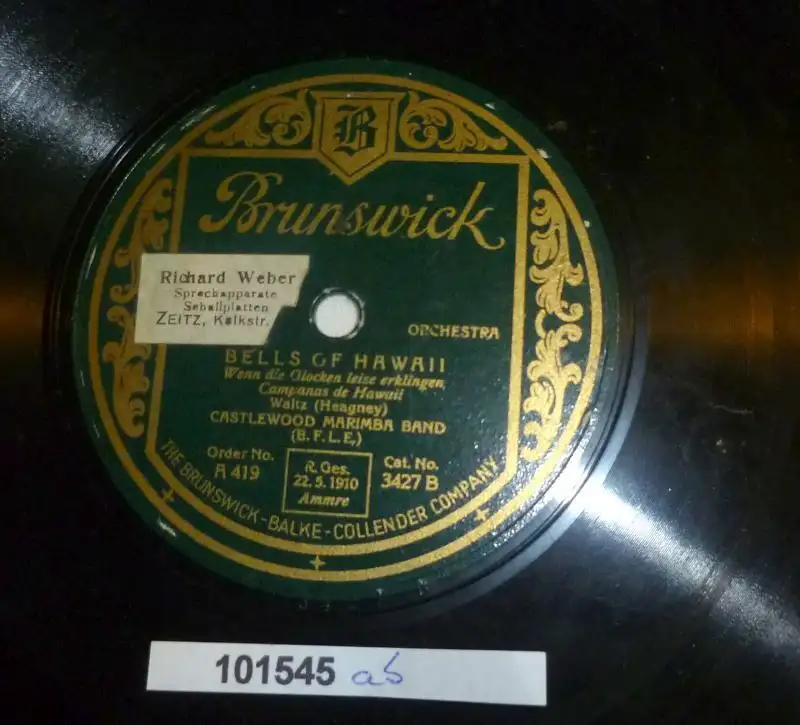 B
Brunswick
Richard Weber
Sprechapparate
Schallplatten
ZEITZ, Kalkstr.
ORCHESTRA
BELLS OF HAWAII
Wenn die Glocken leise erklingen,
Campanas de Hawaii
Waltz (Heagney)
CASTLEWOOD MARIMBA BAND
(B.F.L.E,)
Order No.
A 419
R. Ges.
22. 5. 1910
Ammre
Cat. No.
3427 B
THE BRUNSWICK-BALKE-COLLENDER COMPANY
101545 ab